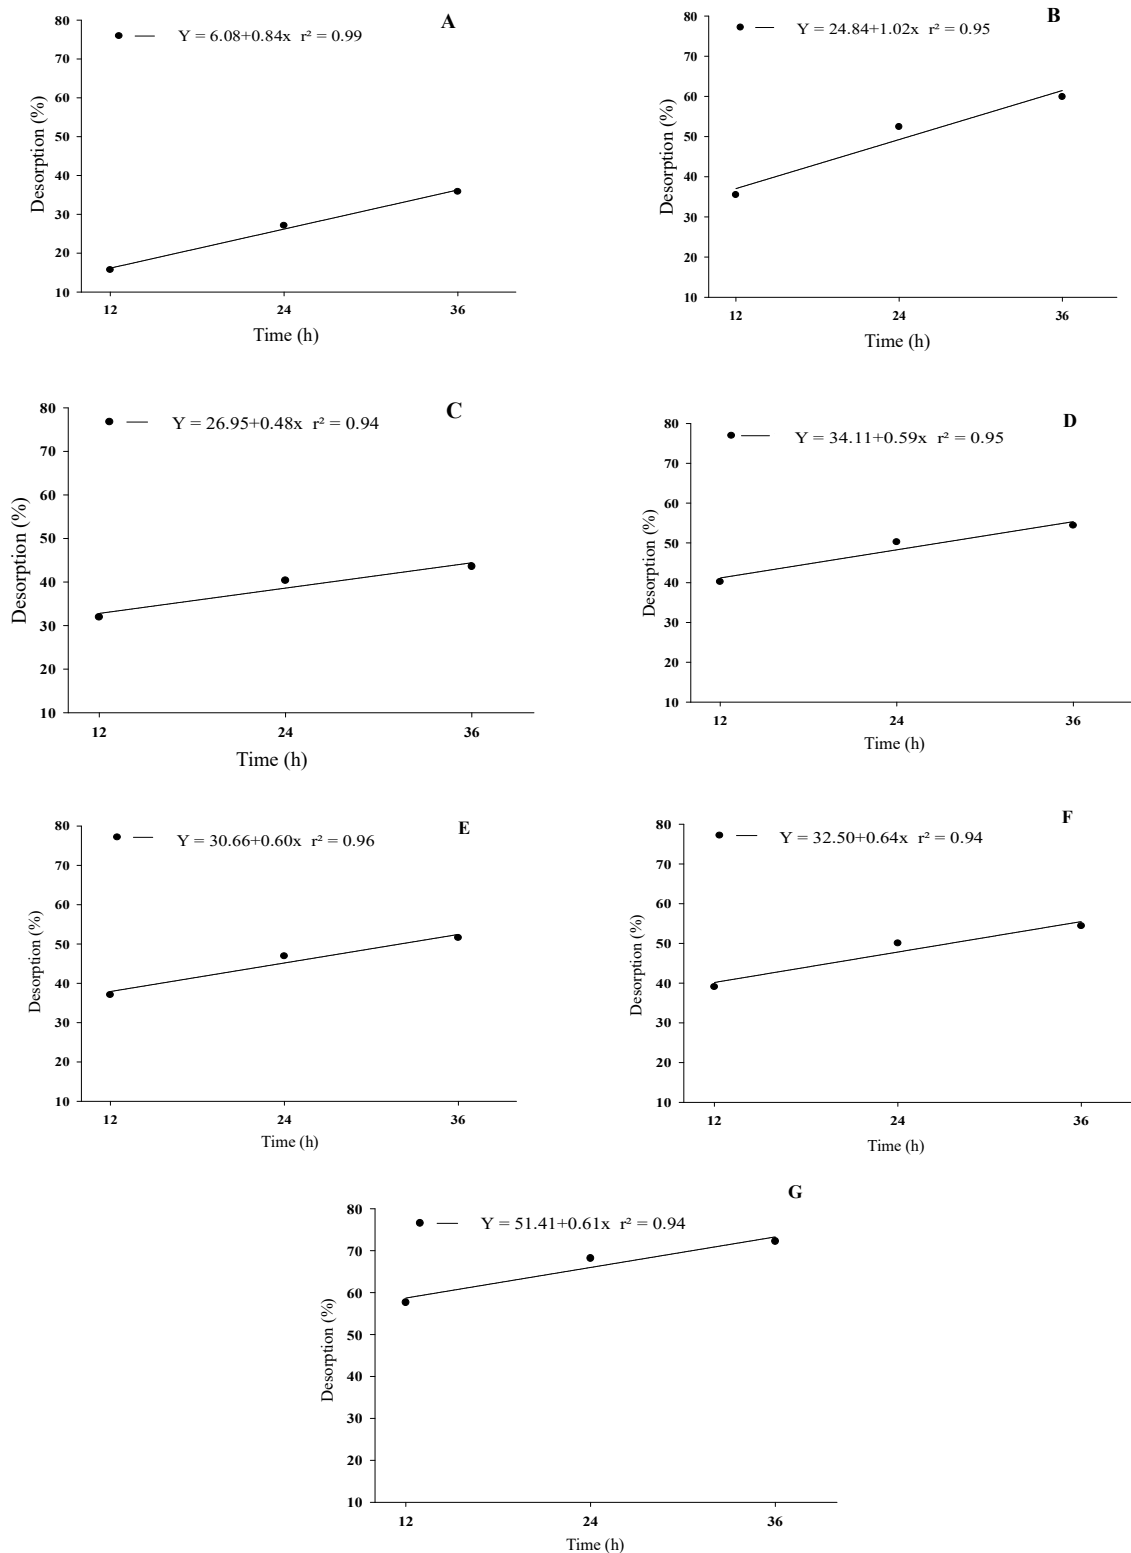 A
Y = 6.08+0.84x r² = 0.99
80
70
60
50
40
30
20
10
Desorption (%)
12 24 36
Time (h)
B
Y = 24.84+1.02x r² = 0.95
80
70
60
50
40
30
20
10
Desorption (%)
12 24 36
Time (h)
C
Y = 26.95+0.48x r² = 0.94
80
70
60
50
40
30
20
10
Desorption (%)
12 24 36
Time (h)
D
Y = 34.11+0.59x r² = 0.95
80
70
60
50
40
30
20
10
Desorption (%)
12 24 36
Time (h)
E
Y = 30.66+0.60x r² = 0.96
80
70
60
50
40
30
20
10
Desorption (%)
12 24 36
Time (h)
F
Y = 32.50+0.64x r² = 0.94
80
70
60
50
40
30
20
10
Desorption (%)
12 24 36
Time (h)
G
Y = 51.41+0.61x r² = 0.94
80
70
60
50
40
30
20
10
Desorption (%)
12 24 36
Time (h)